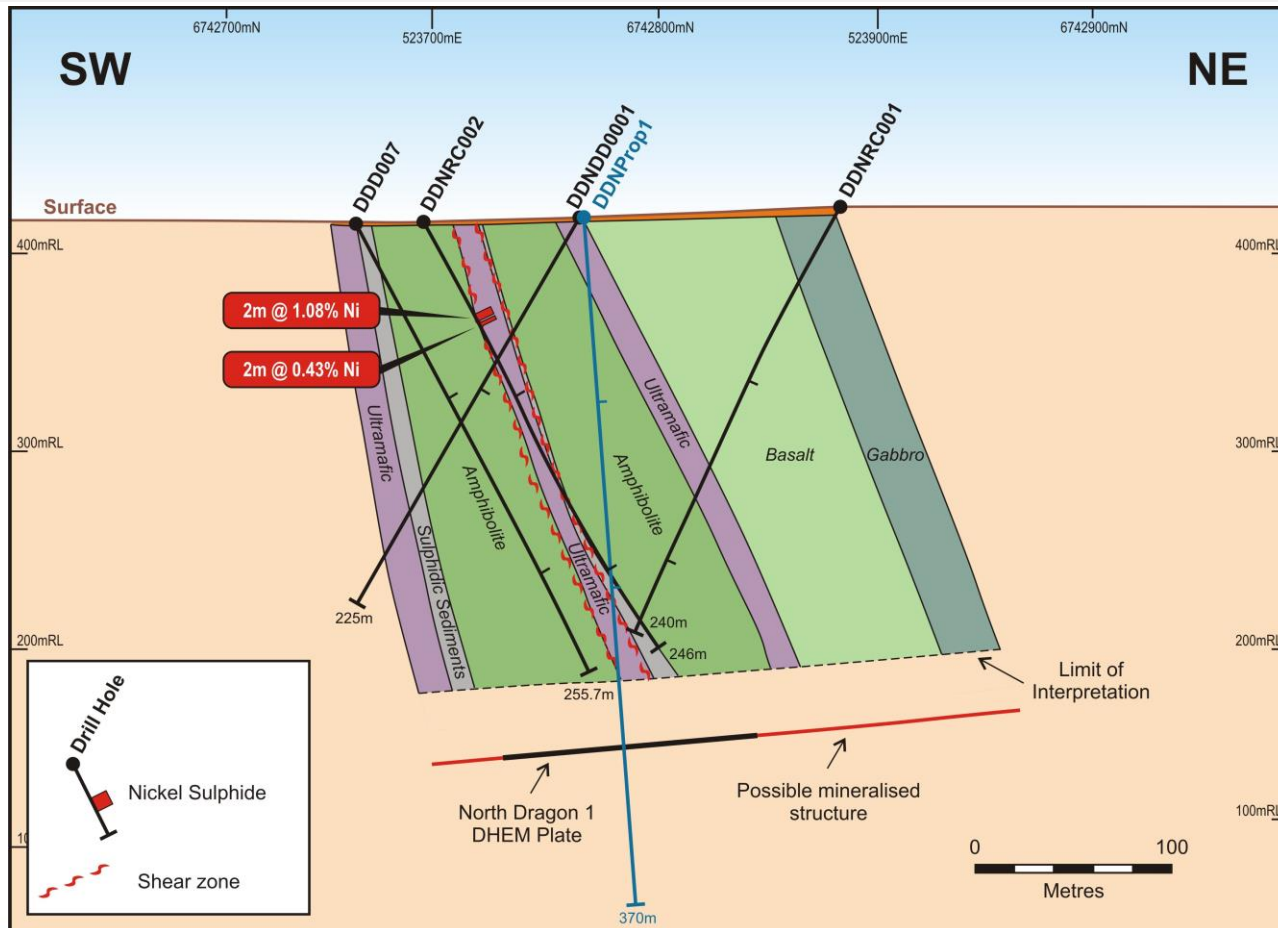 6742700mN
523700mE
6742800mN
523900mE
6742900mN
SW
NE
DDD007
DDNRC002
DDNDD0001
DDNProp1
DDNRC001
Surface
400mRL
400mRL
2m @ 1.08% Ni
2m @ 0.43% Ni
300mRL
300mRL
Ultramafic
Sulphidic Sediments
Amphibolite
Ultramafic
Amphibolite
Ultramafic
Basalt
Gabbro
225m
240m
246m
255.7m
200mRL
200mRL
Limit of
Interpretation
Possible mineralised
structure
North Dragon 1
DHEM Plate
100mRL
10
370m
Drill Hole
Nickel Sulphide
Shear zone
0
100
Metres